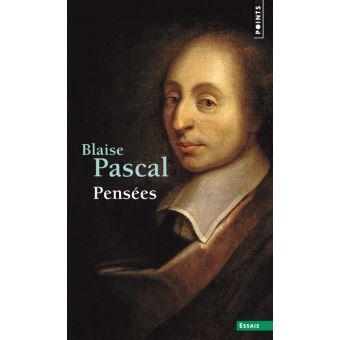 POINTS
Blaise
Pascal
Pensées
ESSAIS